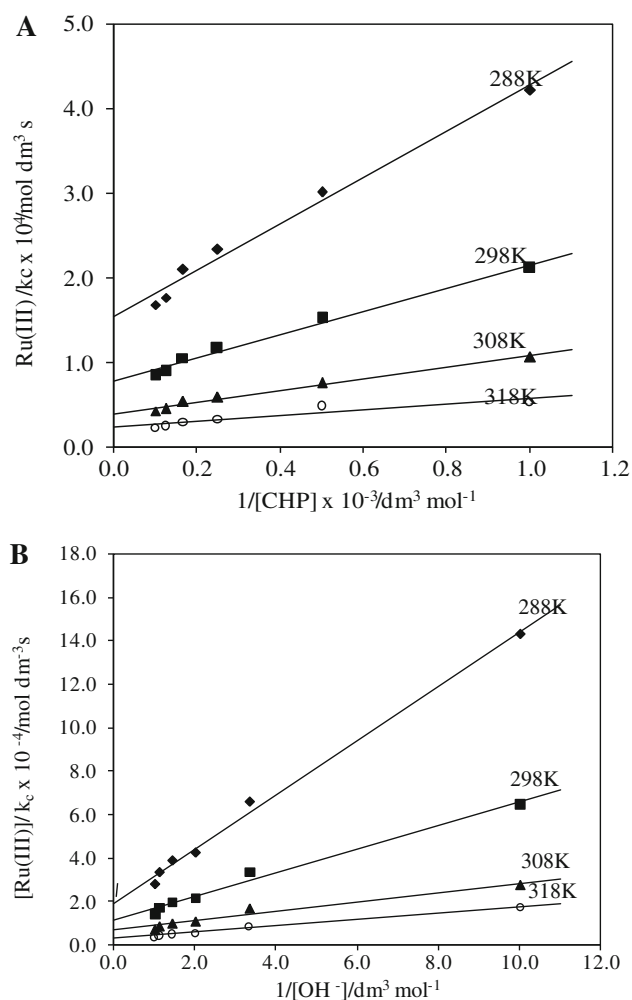 A
5.0
4.0
3.0
2.0
1.0
0.0
Ru(III) /kc x 10⁴/mol dm³ s
288K
298K
308K
318K
0.0 0.2 0.4 0.6 0.8 1.0 1.2
1/[CHP] x 10⁻³/dm³ mol⁻¹
B
18.0
16.0
14.0
12.0
10.0
8.0
6.0
4.0
2.0
0.0
[Ru(III)]/ k꜀ x 10⁻⁴/mol dm⁻³s
288K
298K
308K
318K
0.0 2.0 4.0 6.0 8.0 10.0 12.0
1/[OH⁻]/dm³ mol⁻¹